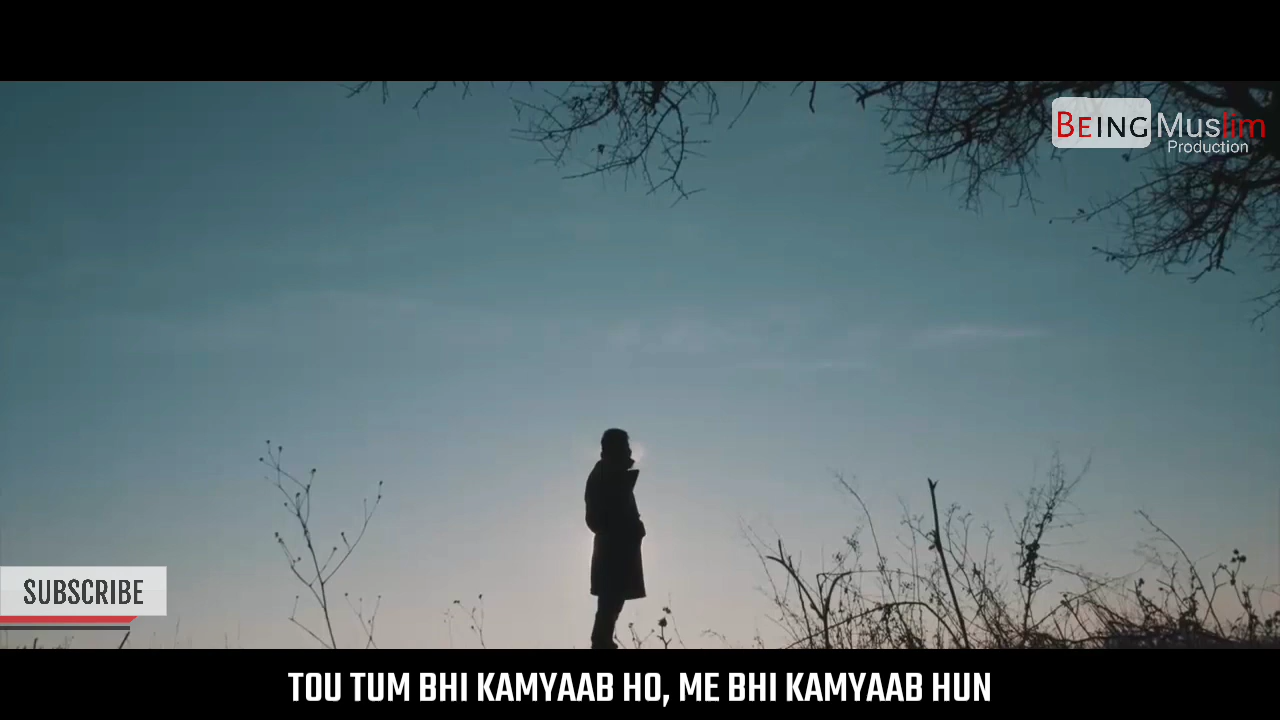 BEING Muslim
Production
SUBSCRIBE
TOU TUM BHI KAMYAAB HO, ME BHI KAMYAAB HUN